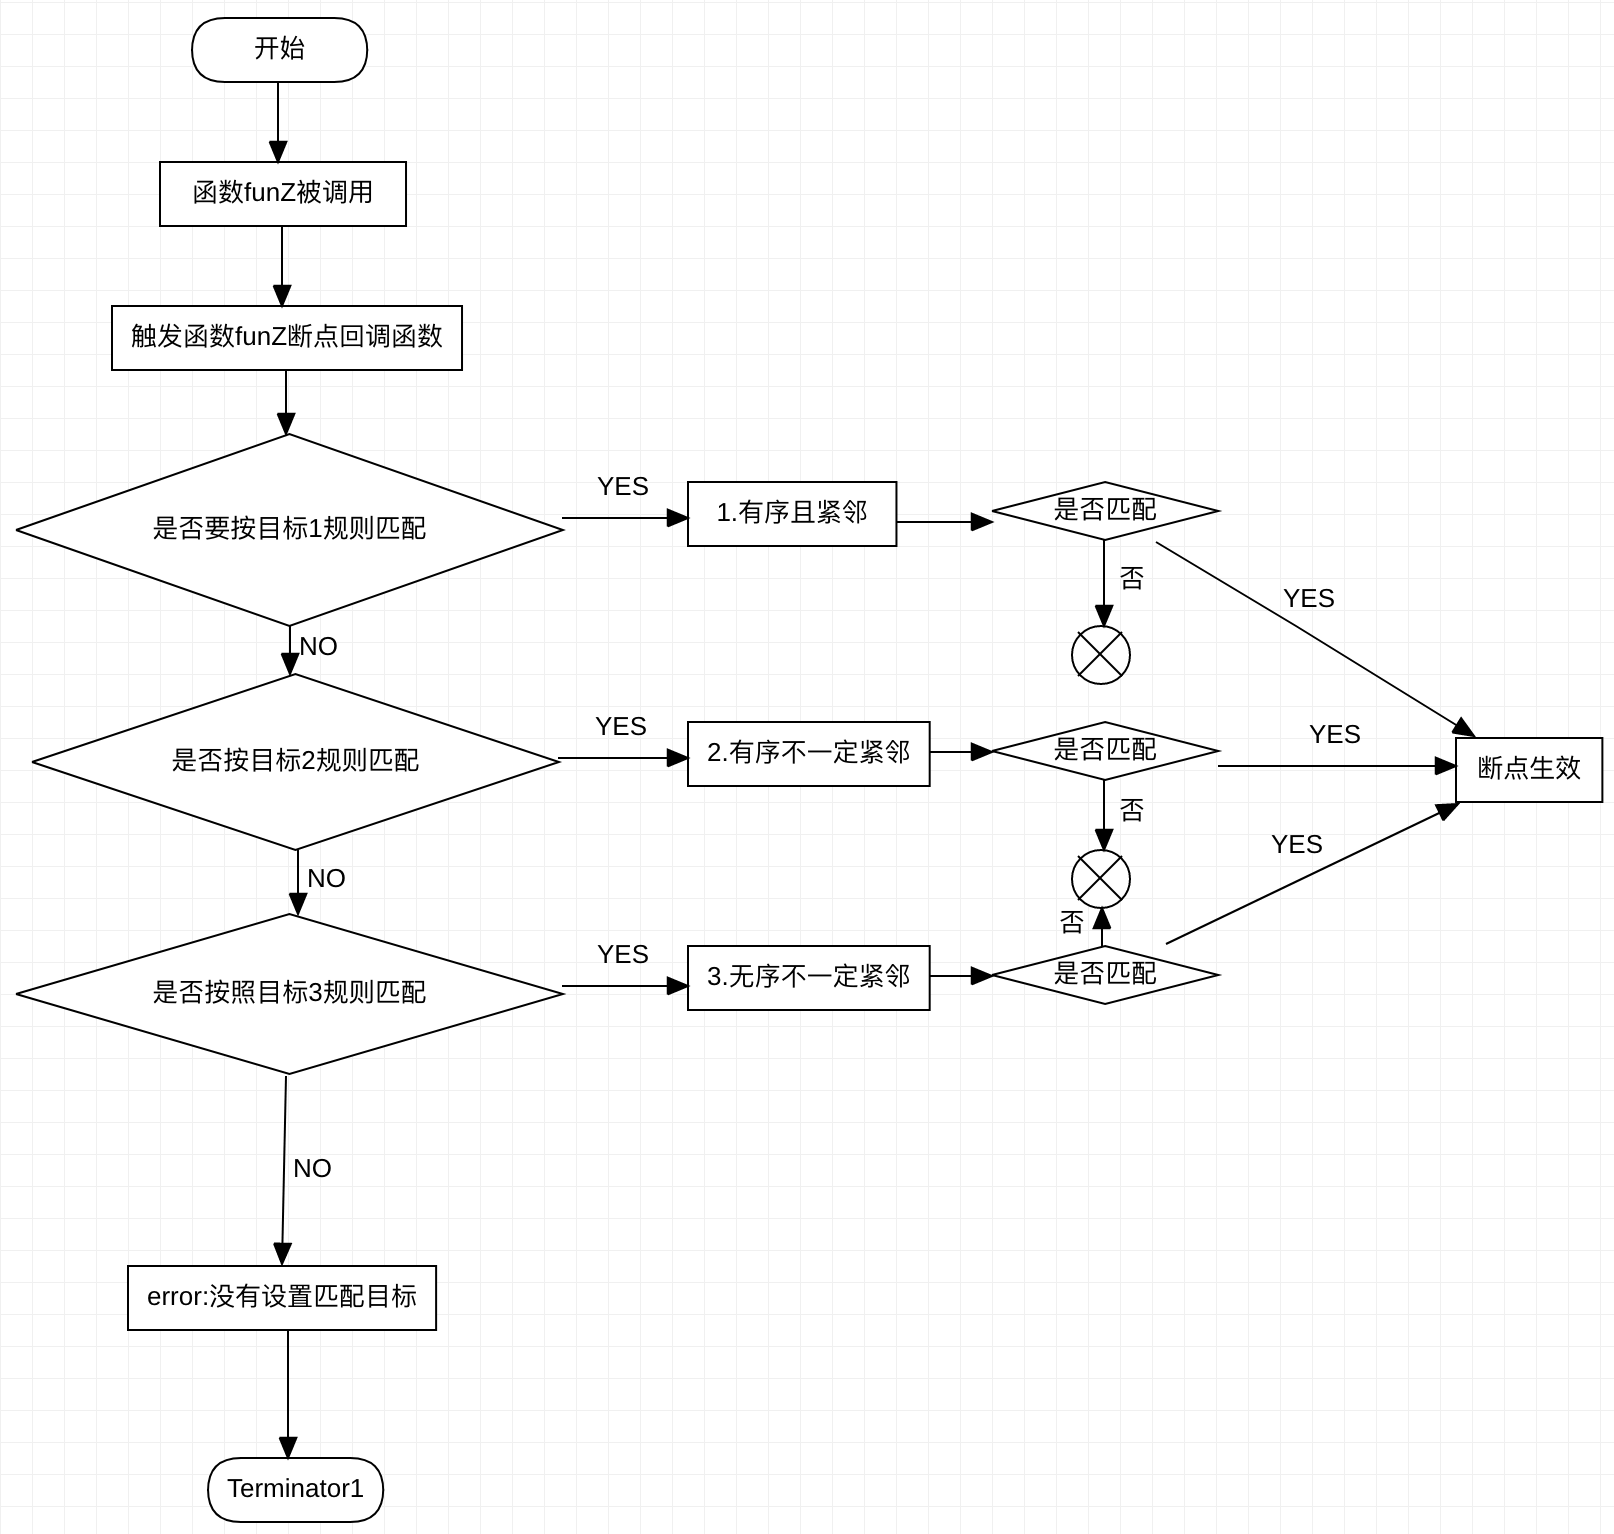 开始
函数funZ被调用
触发函数funZ断点回调函数
是否要按目标1规则匹配
YES
1.有序且紧邻
是否匹配
否
YES
NO
是否按目标2规则匹配
YES
2.有序不一定紧邻
是否匹配
YES
断点生效
否
NO
是否按照目标3规则匹配
YES
3.无序不一定紧邻
否
是否匹配
YES
NO
error:没有设置匹配目标
Terminator1